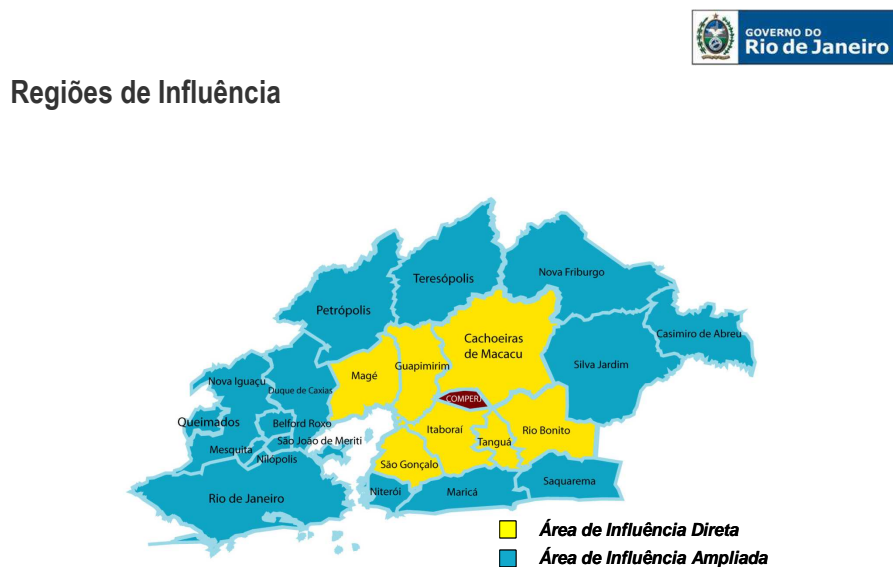 GOVERNO DO
Rio de Janeiro
Regiões de Influência
Nova Friburgo
Teresópolis
Petrópolis
Casimiro de Abreu
Cachoeiras
de Macacu
Guapimirim
Silva Jardim
Magé
Nova Iguaçu
Duque de Caxias
COMPERJ
Queimados
Belford Roxo
Itaboraí
Rio Bonito
São João de Meriti
Tanguá
Mesquita
Nilópolis
São Gonçalo
Saquarema
Niterói
Maricá
Rio de Janeiro
Área de Influência Direta
Área de Influência Ampliada